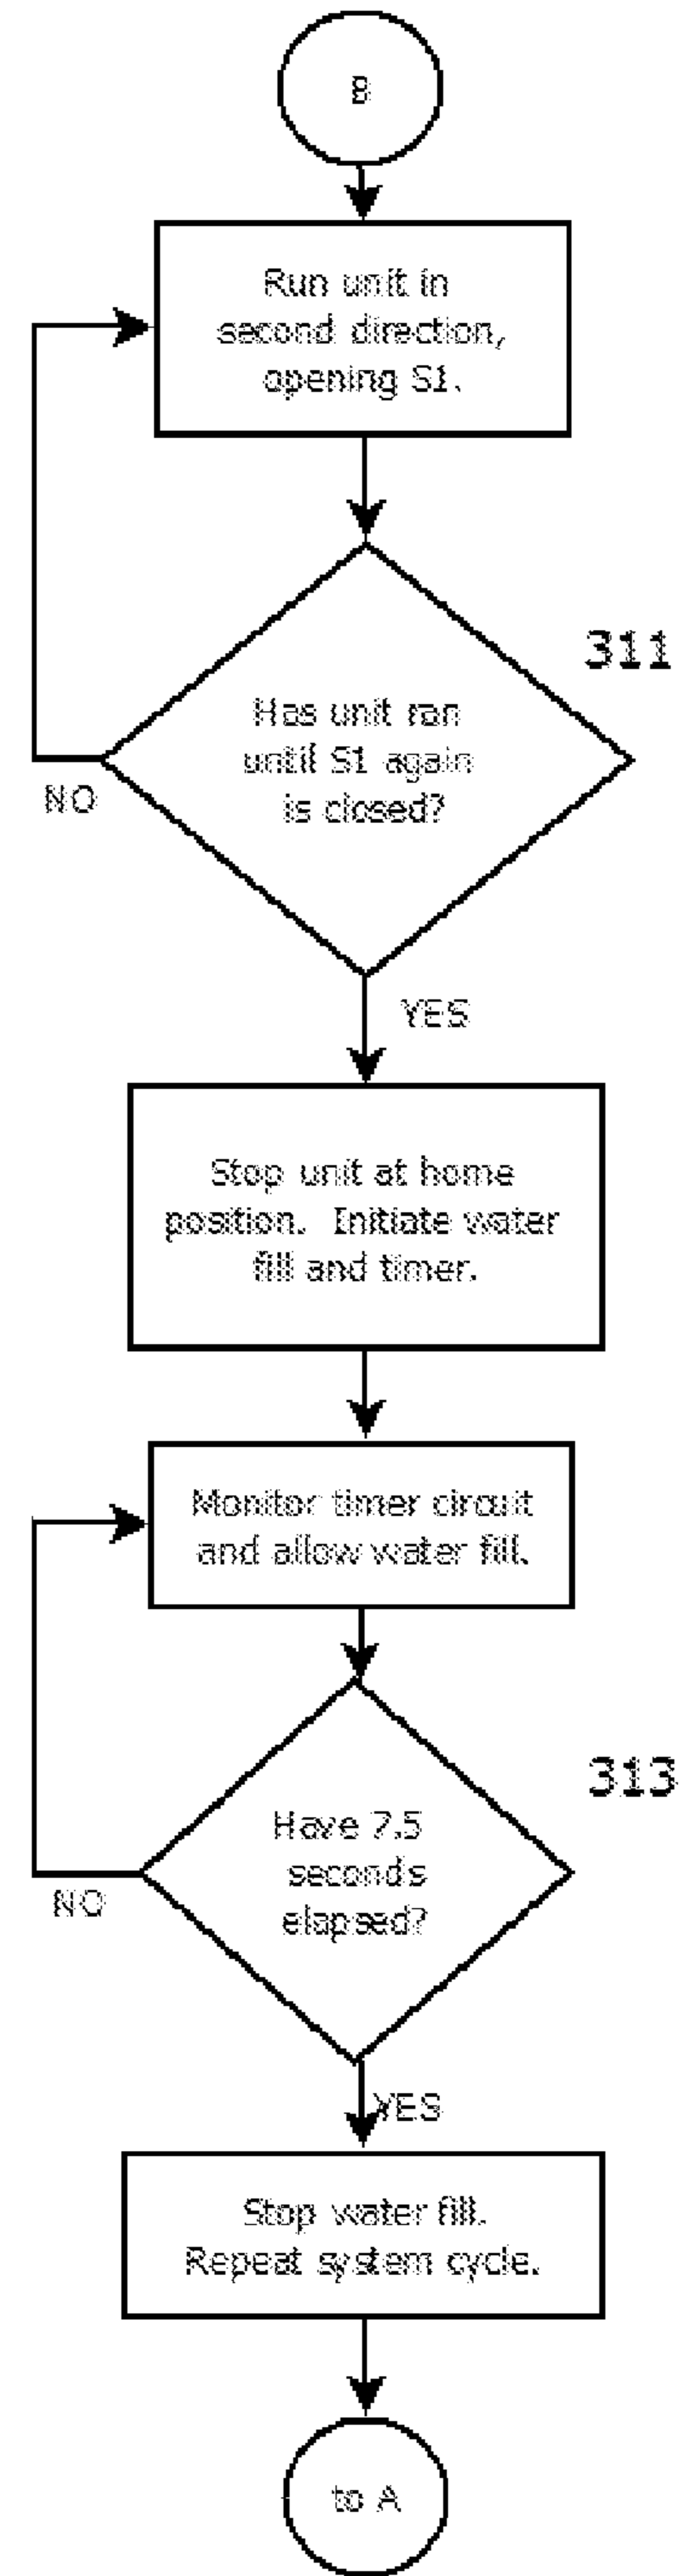 B
Run unit in
second direction,
opening S1.
311
Has unit ran
until S1 again
is closed?
NO
YES
Stop unit at home
position. Initiate water
fill and timer.
Monitor timer circuit
and allow water fill.
313
Have 7.5
seconds
elapsed?
NO
YES
Stop water fill.
Repeat system cycle.
to A